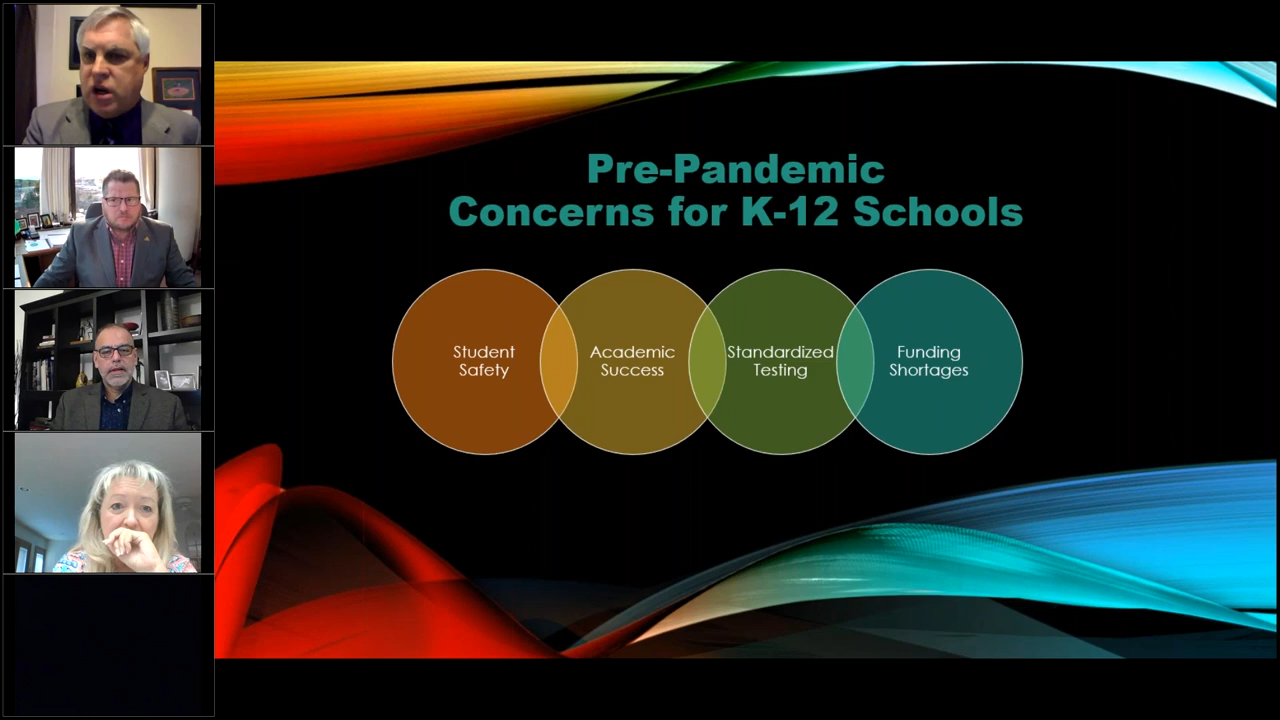 Pre-Pandemic
Concerns for K-12 Schools
Student
Safety
Academic
Success
Standardized
Testing
Funding
Shortages